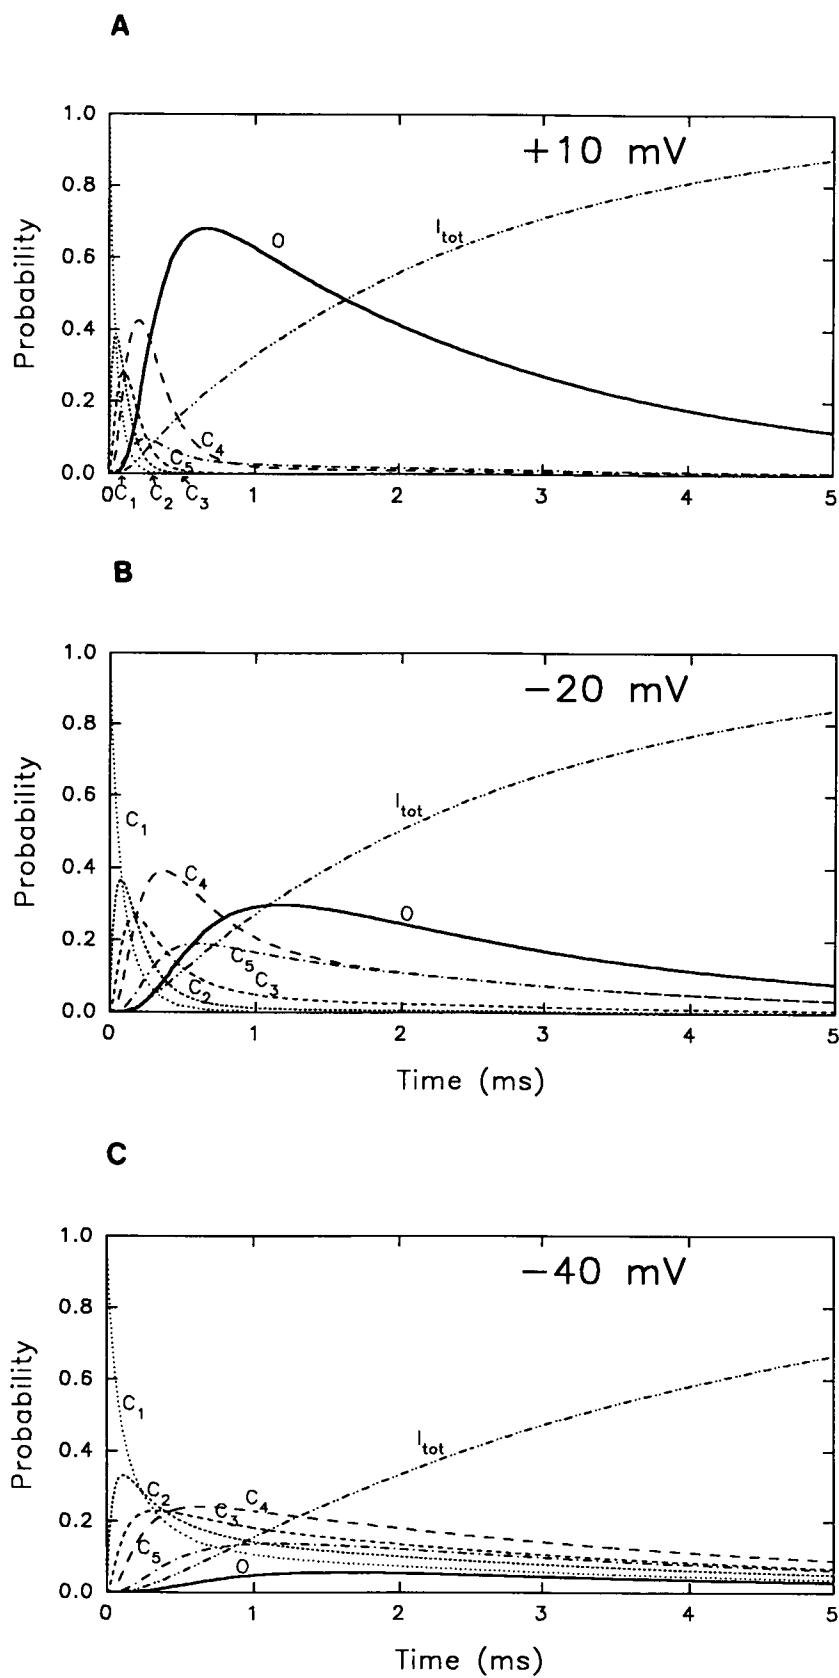 A
1.0
+10 mV
0.8
I_tot
O
0.6
Probability
0.4
0.2
C_4
C_5
0.0
0 1 2 3 4 5
C_1 C_2 C_3
B
1.0
-20 mV
0.8
C_1
I_tot
0.6
Probability
C_4
0.4
O
0.2
C_5
C_3
C_2
0.0
0 1 2 3 4 5
Time (ms)
C
1.0
-40 mV
0.8
0.6
Probability
C_1
I_tot
0.4
C_2
C_4
C_3
0.2
C_5
O
0.0
0 1 2 3 4 5
Time (ms)